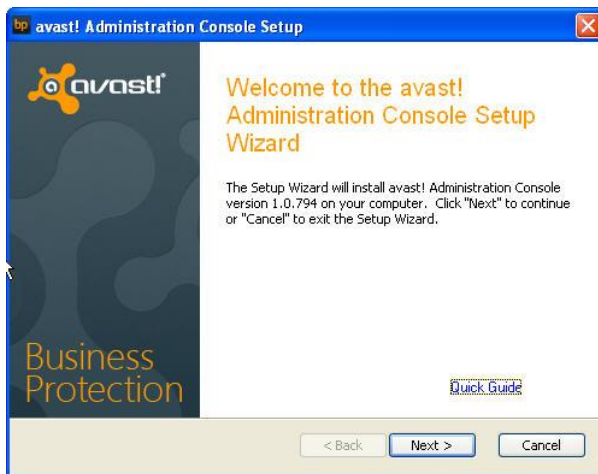 bp avast! Administration Console Setup
avast!
Welcome to the avast!
Administration Console Setup
Wizard
The Setup Wizard will install avast! Administration Console
version 1.0.794 on your computer. Click "Next" to continue
or "Cancel" to exit the Setup Wizard.
Business
Protection
Quick Guide
< Back Next > Cancel